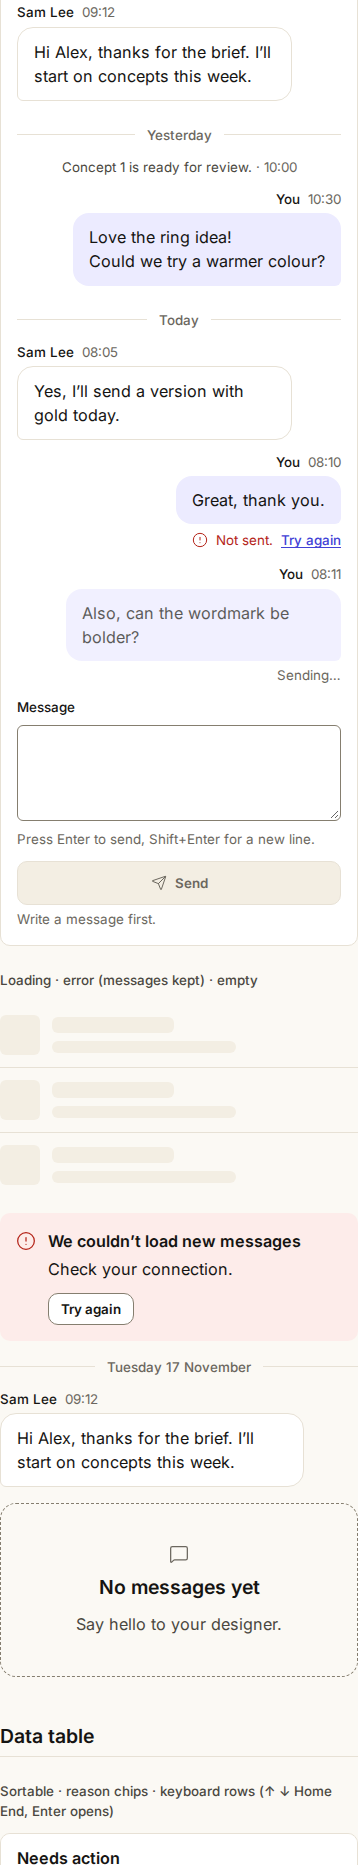 Sam Lee 09:12
Hi Alex, thanks for the brief. I’ll
start on concepts this week.
Yesterday
Concept 1 is ready for review. · 10:00
You 10:30
Love the ring idea!
Could we try a warmer colour?
Today
Sam Lee 08:05
Yes, I’ll send a version with
gold today.
You 08:10
Great, thank you.
Not sent. Try again
You 08:11
Also, can the wordmark be
bolder?
Sending…
Message
Press Enter to send, Shift+Enter for a new line.
Send
Write a message first.
Loading · error (messages kept) · empty
We couldn’t load new messages
Check your connection.
Try again
Tuesday 17 November
Sam Lee 09:12
Hi Alex, thanks for the brief. I’ll
start on concepts this week.
No messages yet
Say hello to your designer.
Data table
Sortable · reason chips · keyboard rows (↑ ↓ Home
End, Enter opens)
Needs action